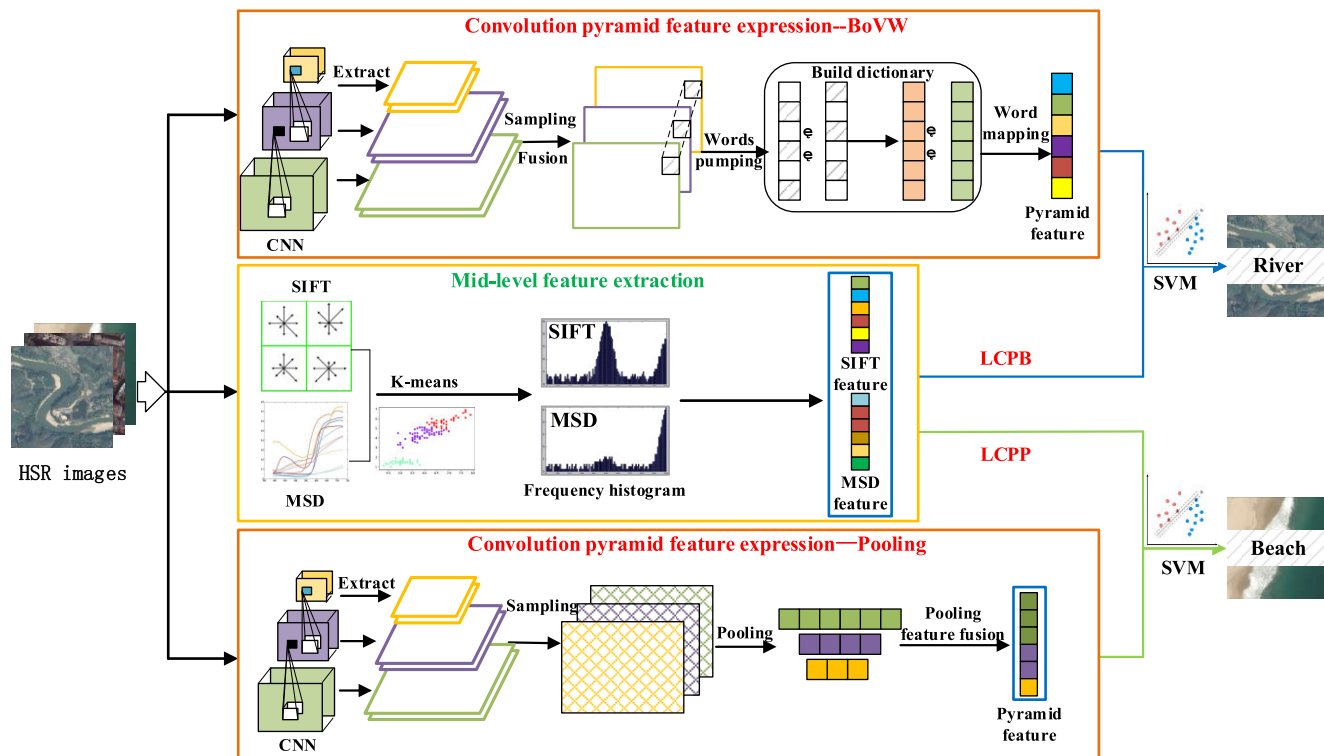 Convolution pyramid feature expression--BoVW
Extract
Sampling
Fusion
Words
pumping
Build dictionary
e
e
e
e
Word
mapping
Pyramid
feature
CNN
Mid-level feature extraction
SIFT
MSD
K-means
SIFT
MSD
Frequency histogram
SIFT
feature
MSD
feature
HSR images
LCPB
LCPP
SVM
River
SVM
Beach
Convolution pyramid feature expression—Pooling
Extract
Sampling
Pooling
Pooling
feature fusion
Pyramid
feature
CNN